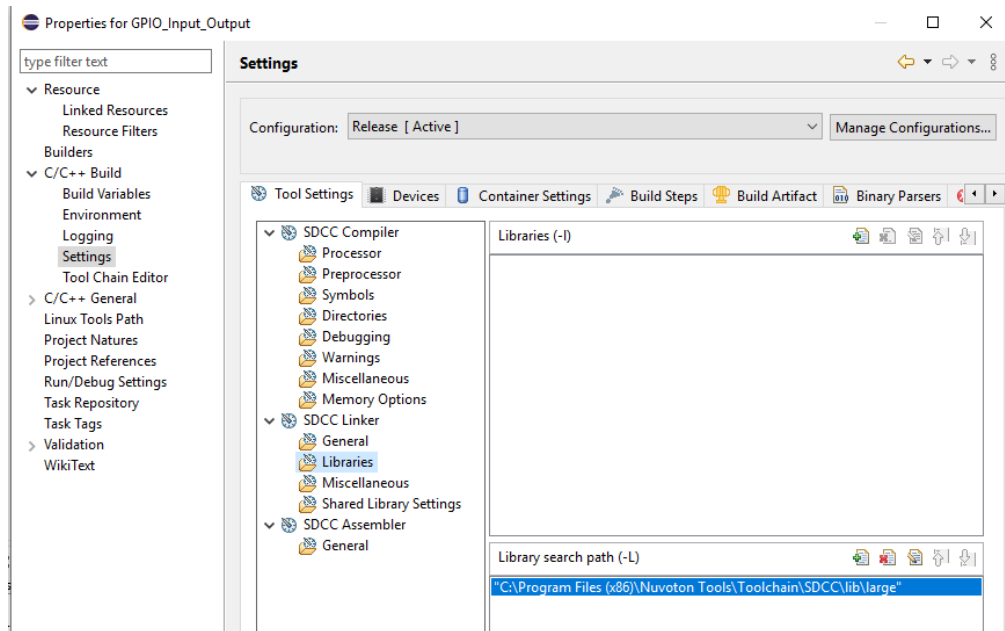 Properties for GPIO_Input_Output
type filter text
Resource
Linked Resources
Resource Filters
Builders
C/C++ Build
Build Variables
Environment
Logging
Settings
Tool Chain Editor
C/C++ General
Linux Tools Path
Project Natures
Project References
Run/Debug Settings
Task Repository
Task Tags
Validation
WikiText
Settings
Configuration:
Release [ Active ]
Manage Configurations...
Tool Settings
Devices
Container Settings
Build Steps
Build Artifact
Binary Parsers
SDCC Compiler
Processor
Preprocessor
Symbols
Directories
Debugging
Warnings
Miscellaneous
Memory Options
SDCC Linker
General
Libraries
Miscellaneous
Shared Library Settings
SDCC Assembler
General
Libraries (-l)
Library search path (-L)
"C:\Program Files (x86)\Nuvoton Tools\Toolchain\SDCC\lib\large"